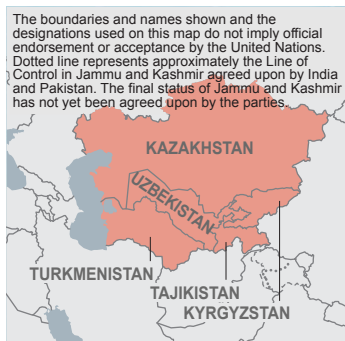 The boundaries and names shown and the
designations used on this map do not imply official
endorsement or acceptance by the United Nations.
Dotted line represents approximately the Line of
Control in Jammu and Kashmir agreed upon by India
and Pakistan. The final status of Jammu and Kashmir
has not yet been agreed upon by the parties.
KAZAKHSTAN
UZBEKISTAN
TURKMENISTAN
TAJIKISTAN
KYRGYZSTAN